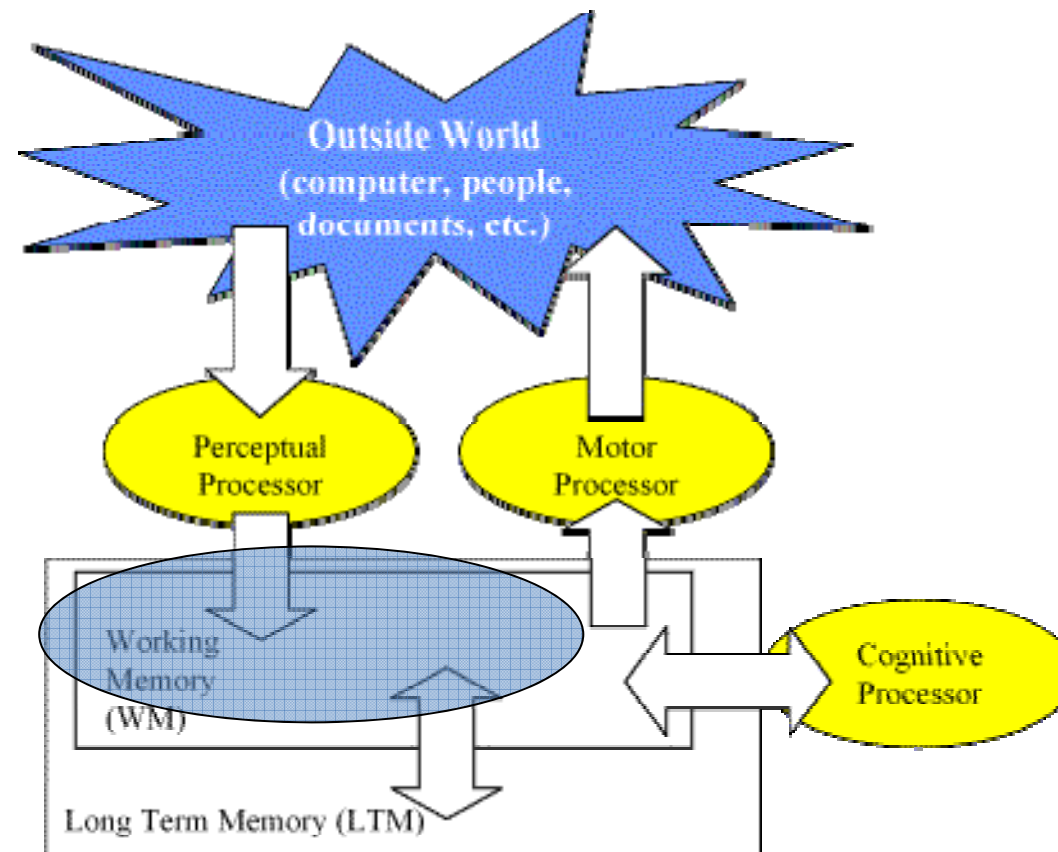 Outside World
(computer, people,
documents, etc.)
Perceptual
Processor
Motor
Processor
Working
Memory
(WM)
Cognitive
Processor
Long Term Memory (LTM)